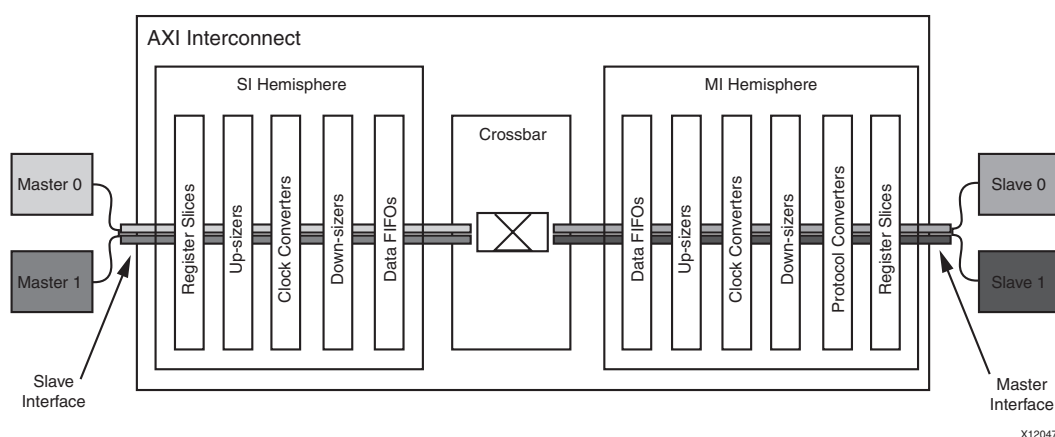 AXI Interconnect
SI Hemisphere
MI Hemisphere
Crossbar
Master 0
Master 1
Register Slices
Up-sizers
Clock Converters
Down-sizers
Data FIFOs
Data FIFOs
Up-sizers
Clock Converters
Down-sizers
Protocol Converters
Register Slices
Slave 0
Slave 1
Slave
Interface
Master
Interface
X12047